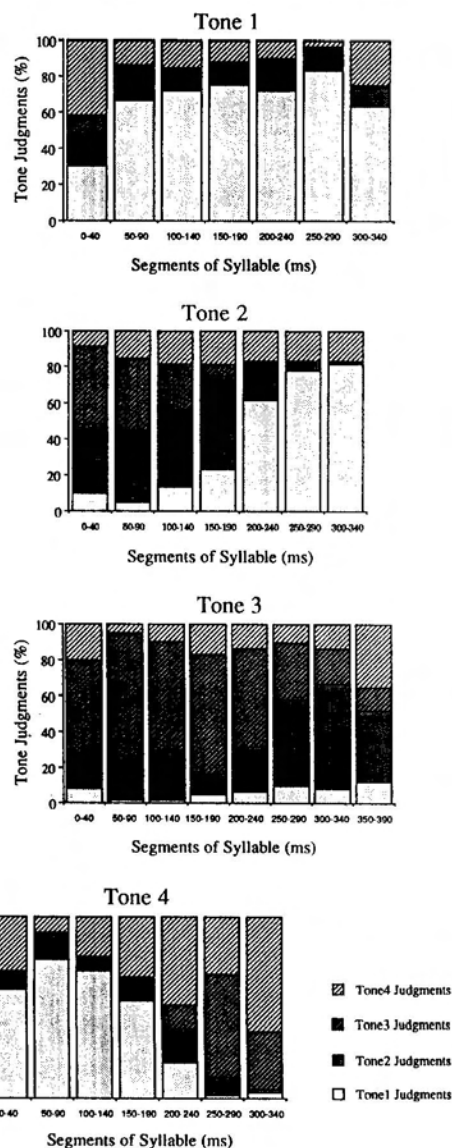 Tone 1
100
80
60
40
20
0
Tone Judgments (%)
0-40 50-90 100-140 150-190 200-240 250-290 300-340
Segments of Syllable (ms)
Tone 2
100
80
60
40
20
0
0-40 50-90 100-140 150-190 200-240 250-290 300-340
Segments of Syllable (ms)
Tone 3
100
80
60
40
20
0
Tone Judgments (%)
0-40 50-90 100-140 150-190 200-240 250-290 300-340 350-390
Segments of Syllable (ms)
Tone 4
0-40 50-90 100-140 150-190 200 240 250-290 300-340
Segments of Syllable (ms)
Tone4 Judgments
Tone3 Judgments
Tone2 Judgments
Tone1 Judgments